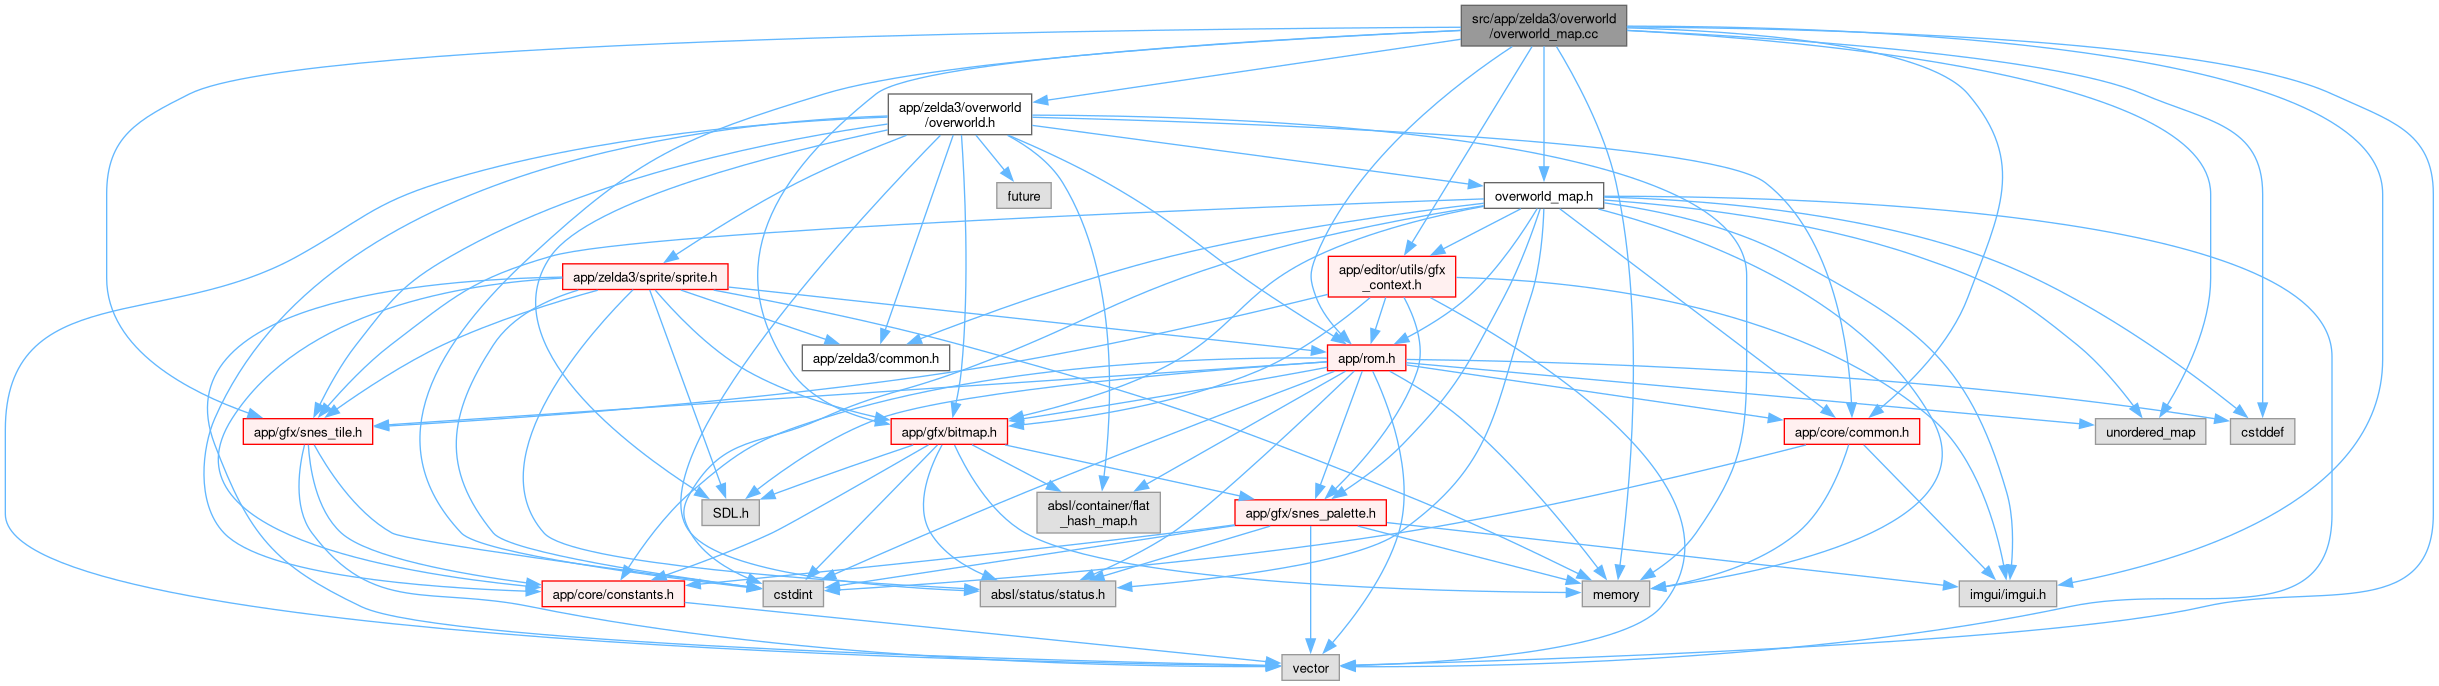 src/app/zelda3/overworld
/overworld_map.cc
app/zelda3/overworld
/overworld.h
future
overworld_map.h
app/zelda3/sprite/sprite.h
app/editor/utils/gfx
_context.h
app/zelda3/common.h
app/rom.h
app/gfx/snes_tile.h
app/gfx/bitmap.h
app/core/common.h
unordered_map
cstddef
SDL.h
absl/container/flat
_hash_map.h
app/gfx/snes_palette.h
app/core/constants.h
cstdint
absl/status/status.h
memory
imgui/imgui.h
vector